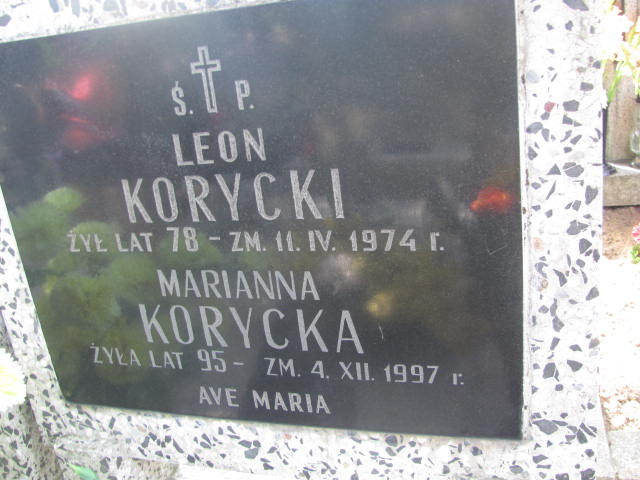 Ś. P.
LEON
KORYCKI
ŻYŁ LAT 78 - ZM. 11. IV. 1974 r.
MARIANNA
KORYCKA
ŻYŁA LAT 95 - ZM. 4. XII. 1997 r.
AVE MARIA